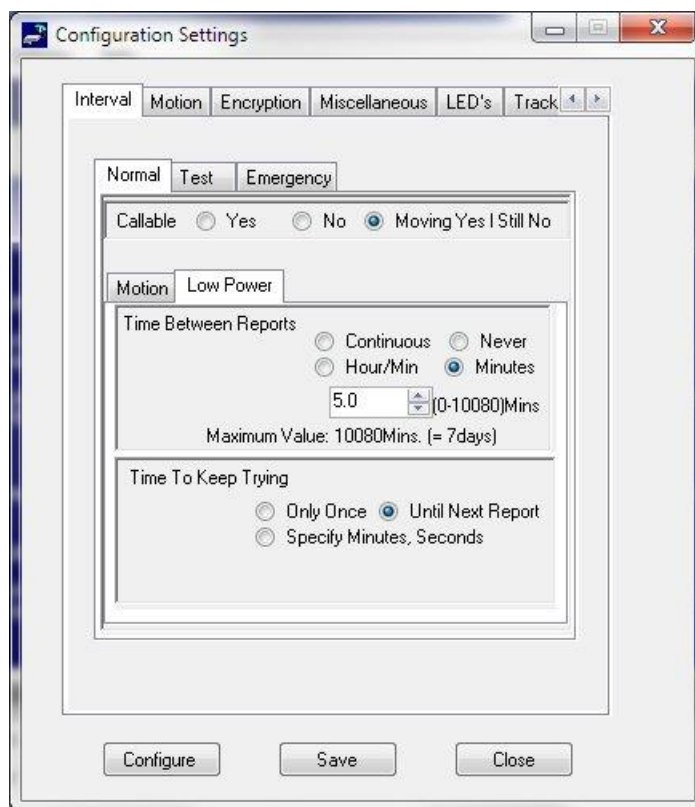 Configuration Settings
Interval Motion Encryption Miscellaneous LED's Track
Normal Test Emergency
Callable Yes No Moving Yes I Still No
Motion Low Power
Time Between Reports
Continuous Never
Hour/Min Minutes
5.0 (0-10080)Mins
Maximum Value: 10080Mins. (= 7days)
Time To Keep Trying
Only Once Until Next Report
Specify Minutes, Seconds
Configure Save Close